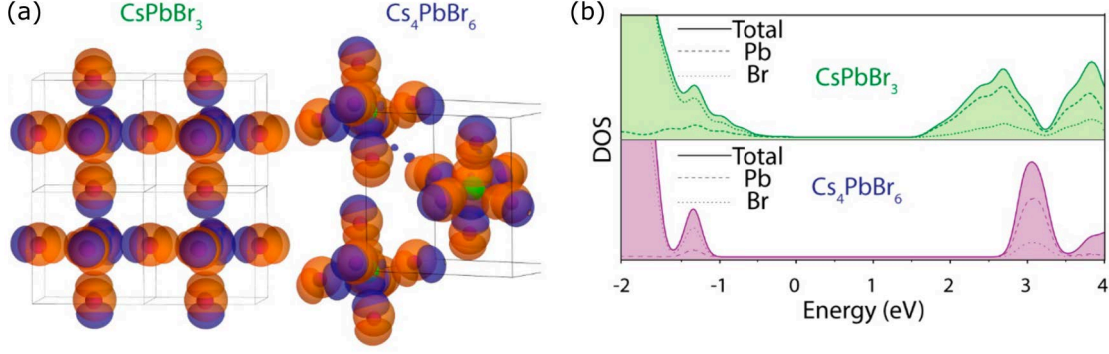 (a)
CsPbBr₃
Cs₄PbBr₆
(b)
Total
Pb
Br
CsPbBr₃
DOS
Total
Pb
Br
Cs₄PbBr₆
-2 -1 0 1 2 3 4
Energy (eV)